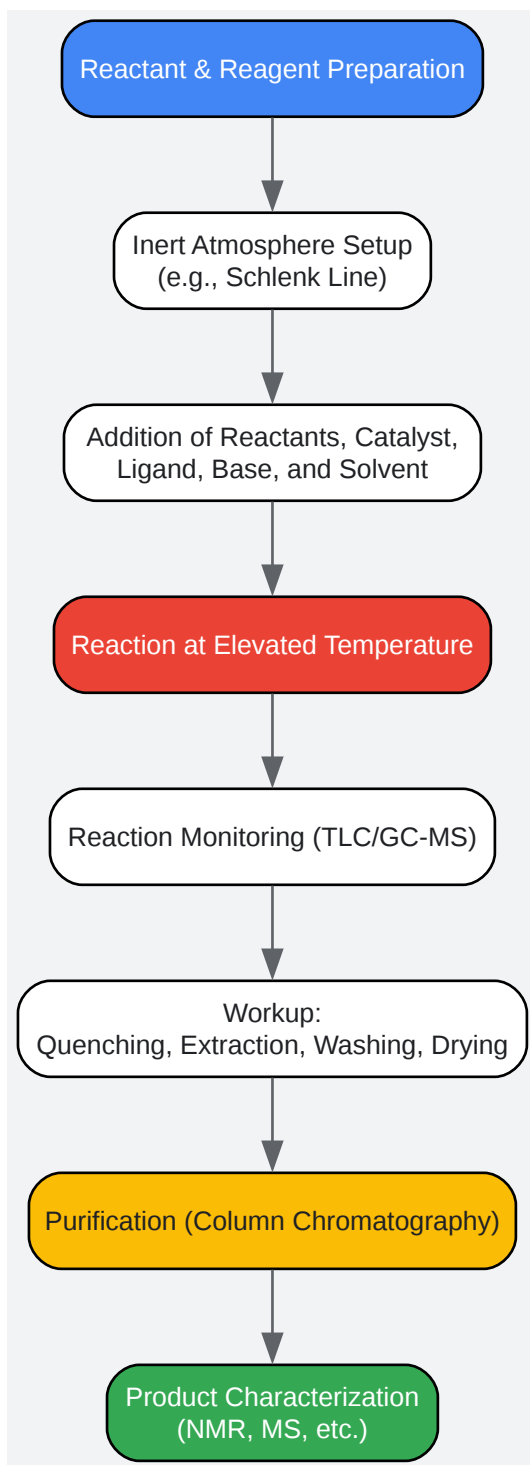 Reactant & Reagent Preparation
Inert Atmosphere Setup
(e.g., Schlenk Line)
Addition of Reactants, Catalyst,
Ligand, Base, and Solvent
Reaction at Elevated Temperature
Reaction Monitoring (TLC/GC-MS)
Workup:
Quenching, Extraction, Washing, Drying
Purification (Column Chromatography)
Product Characterization
(NMR, MS, etc.)